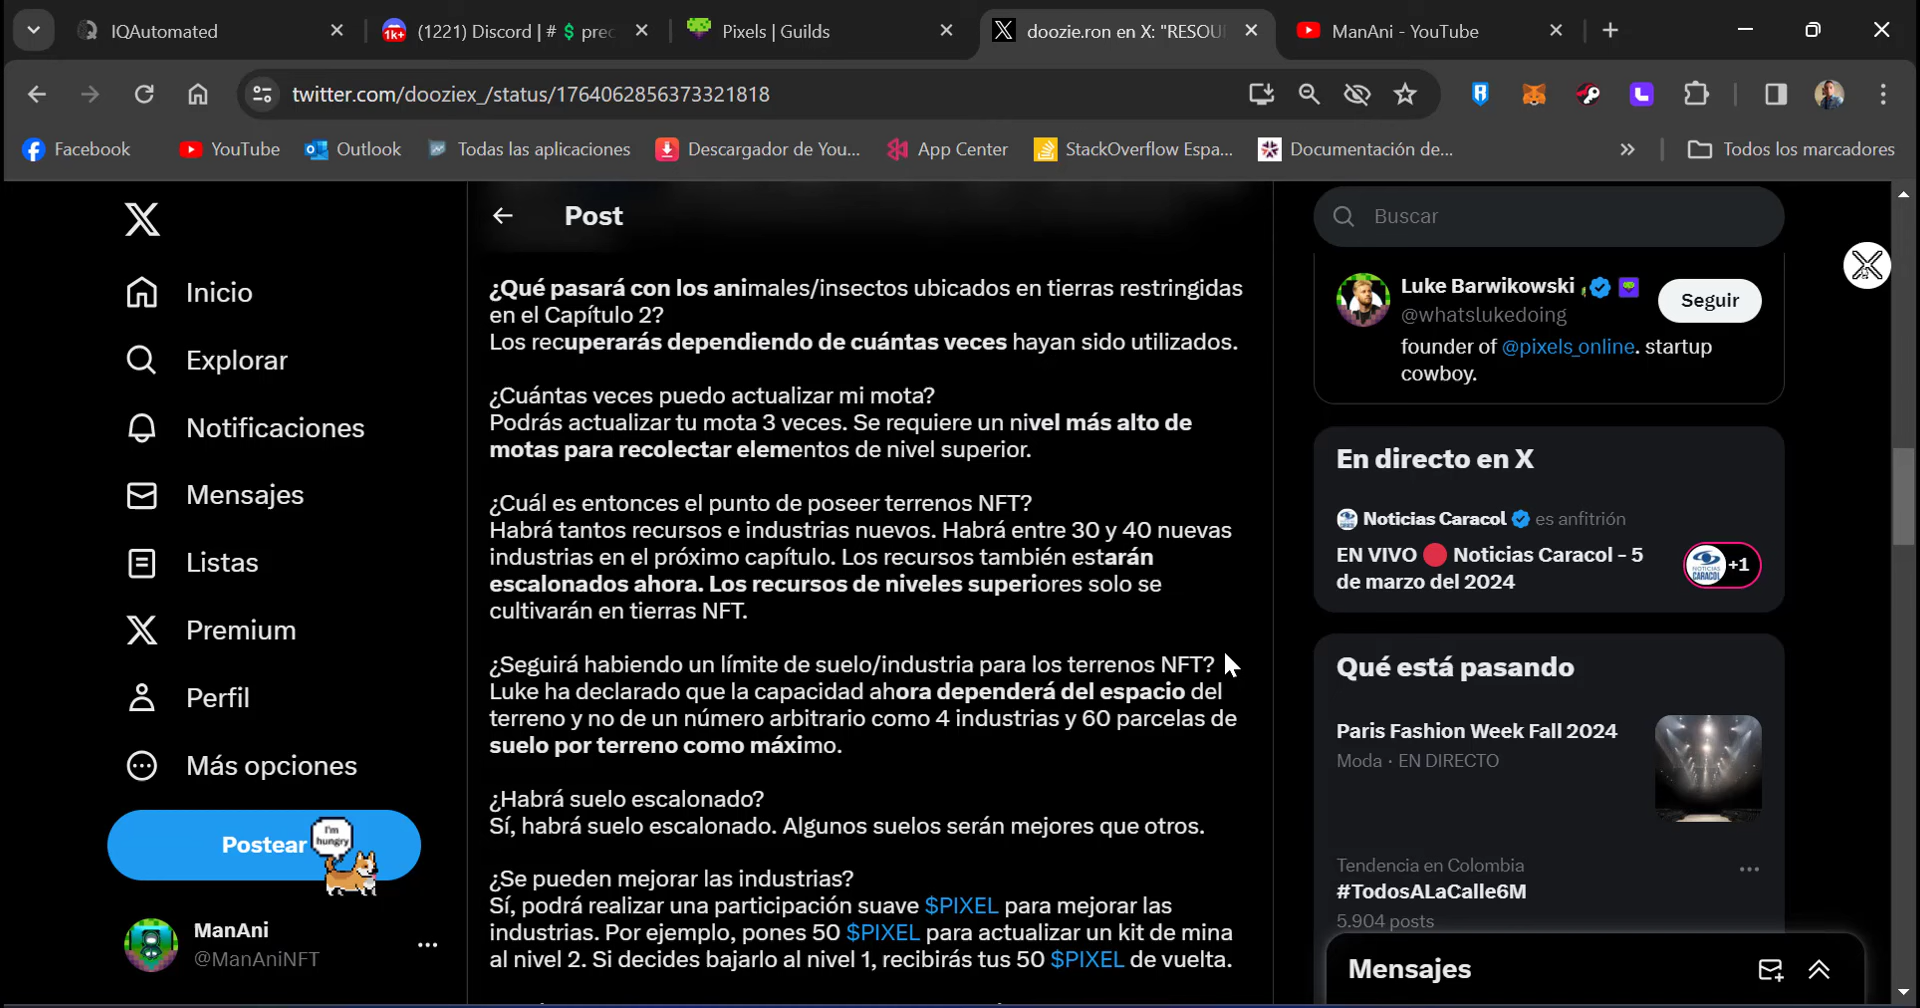 IQAutomated
(1221) Discord | # $ prec
Pixels | Guilds
doozie.ron en X: "RESOU
ManAni - YouTube
twitter.com/dooziex_/status/1764062856373321818
Facebook
YouTube
Outlook
Todas las aplicaciones
Descargador de You...
App Center
StackOverflow Espa...
Documentación de...
»
Todos los marcadores
Inicio
Explorar
Notificaciones
Mensajes
Listas
Premium
Perfil
Más opciones
Postear
I'm
hungry
ManAni
@ManAniNFT
Post
¿Qué pasará con los animales/insectos ubicados en tierras restringidas
en el Capítulo 2?
Los recuperarás dependiendo de cuántas veces hayan sido utilizados.
¿Cuántas veces puedo actualizar mi mota?
Podrás actualizar tu mota 3 veces. Se requiere un nivel más alto de
motas para recolectar elementos de nivel superior.
¿Cuál es entonces el punto de poseer terrenos NFT?
Habrá tantos recursos e industrias nuevos. Habrá entre 30 y 40 nuevas
industrias en el próximo capítulo. Los recursos también estarán
escalonados ahora. Los recursos de niveles superiores solo se
cultivarán en tierras NFT.
¿Seguirá habiendo un límite de suelo/industria para los terrenos NFT?
Luke ha declarado que la capacidad ahora dependerá del espacio del
terreno y no de un número arbitrario como 4 industrias y 60 parcelas de
suelo por terreno como máximo.
¿Habrá suelo escalonado?
Sí, habrá suelo escalonado. Algunos suelos serán mejores que otros.
¿Se pueden mejorar las industrias?
Sí, podrá realizar una participación suave $PIXEL para mejorar las
industrias. Por ejemplo, pones 50 $PIXEL para actualizar un kit de mina
al nivel 2. Si decides bajarlo al nivel 1, recibirás tus 50 $PIXEL de vuelta.
Buscar
Luke Barwikowski
@whatslukedoing
Seguir
founder of @pixels_online. startup
cowboy.
En directo en X
Noticias Caracol es anfitrión
EN VIVO 🔴 Noticias Caracol - 5
de marzo del 2024
NOTICIAS
CARACOL
+1
Qué está pasando
Paris Fashion Week Fall 2024
Moda · EN DIRECTO
Tendencia en Colombia
#TodosALaCalle6M
5.904 posts
Mensajes